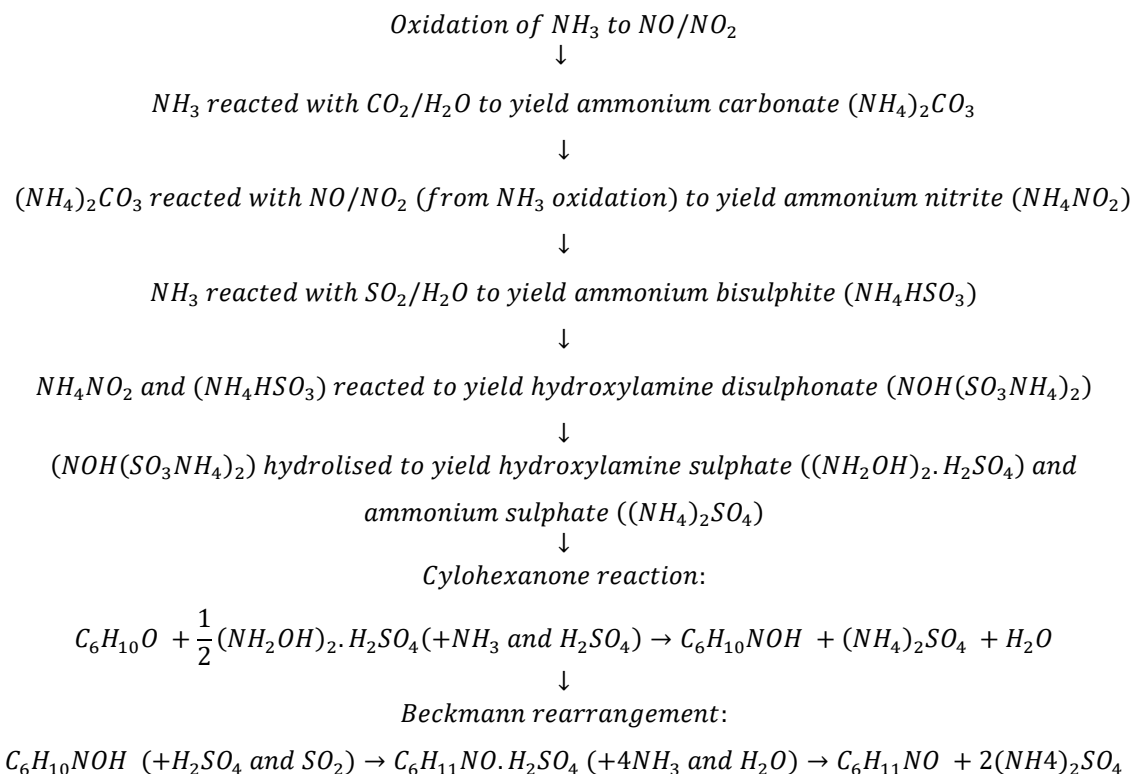 Oxidation of NH₃ to NO/NO₂
↓
NH₃ reacted with CO₂/H₂O to yield ammonium carbonate (NH₄)₂CO₃
↓
(NH₄)₂CO₃ reacted with NO/NO₂ (from NH₃ oxidation) to yield ammonium nitrite (NH₄NO₂)
↓
NH₃ reacted with SO₂/H₂O to yield ammonium bisulphite (NH₄HSO₃)
↓
NH₄NO₂ and (NH₄HSO₃) reacted to yield hydroxylamine disulphonate (NOH(SO₃NH₄)₂)
↓
(NOH(SO₃NH₄)₂) hydrolised to yield hydroxylamine sulphate ((NH₂OH)₂. H₂SO₄) and
ammonium sulphate ((NH₄)₂SO₄)
↓
Cylohexanone reaction:
C₆H₁₀O + 1/2 (NH₂OH)₂. H₂SO₄(+NH₃ and H₂SO₄) → C₆H₁₀NOH + (NH₄)₂SO₄ + H₂O
↓
Beckmann rearrangement:
C₆H₁₀NOH (+H₂SO₄ and SO₂) → C₆H₁₁NO. H₂SO₄ (+4NH₃ and H₂O) → C₆H₁₁NO + 2(NH4)₂SO₄